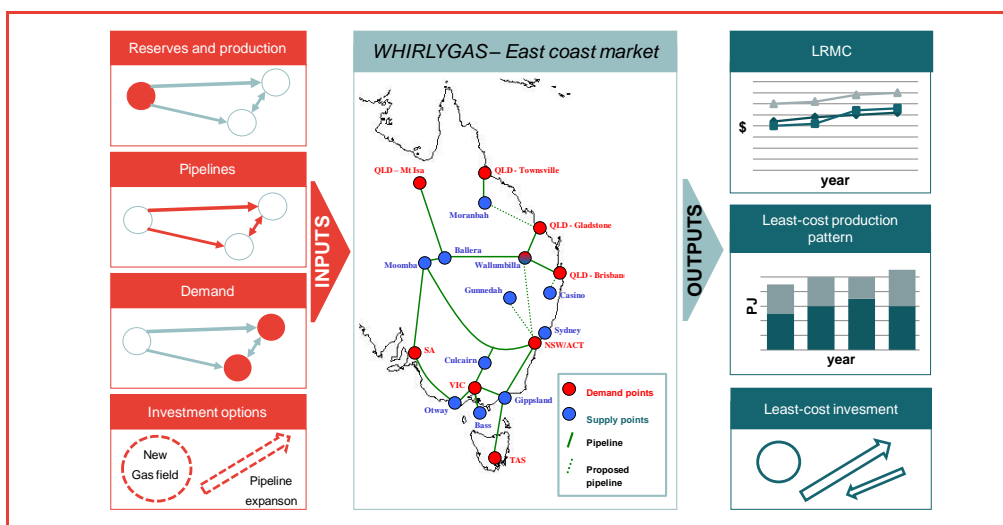 Reserves and production
Pipelines
Demand
Investment options
New
Gas field
Pipeline
expanson
INPUTS
WHIRLYGAS – East coast market
QLD – Mt Isa
QLD - Townsville
Moranbah
QLD - Gladstone
Ballera
Moomba
Wallumbilla
QLD - Brisban
Gunnedah
Casino
Sydney
NSW/ACT
SA
Culcairn
VIC
Otway
Gippsland
Bass
TAS
Demand points
Supply points
Pipeline
Proposed
pipeline
OUTPUTS
LRMC
$
year
Least-cost production
pattern
PJ
year
Least-cost invesment